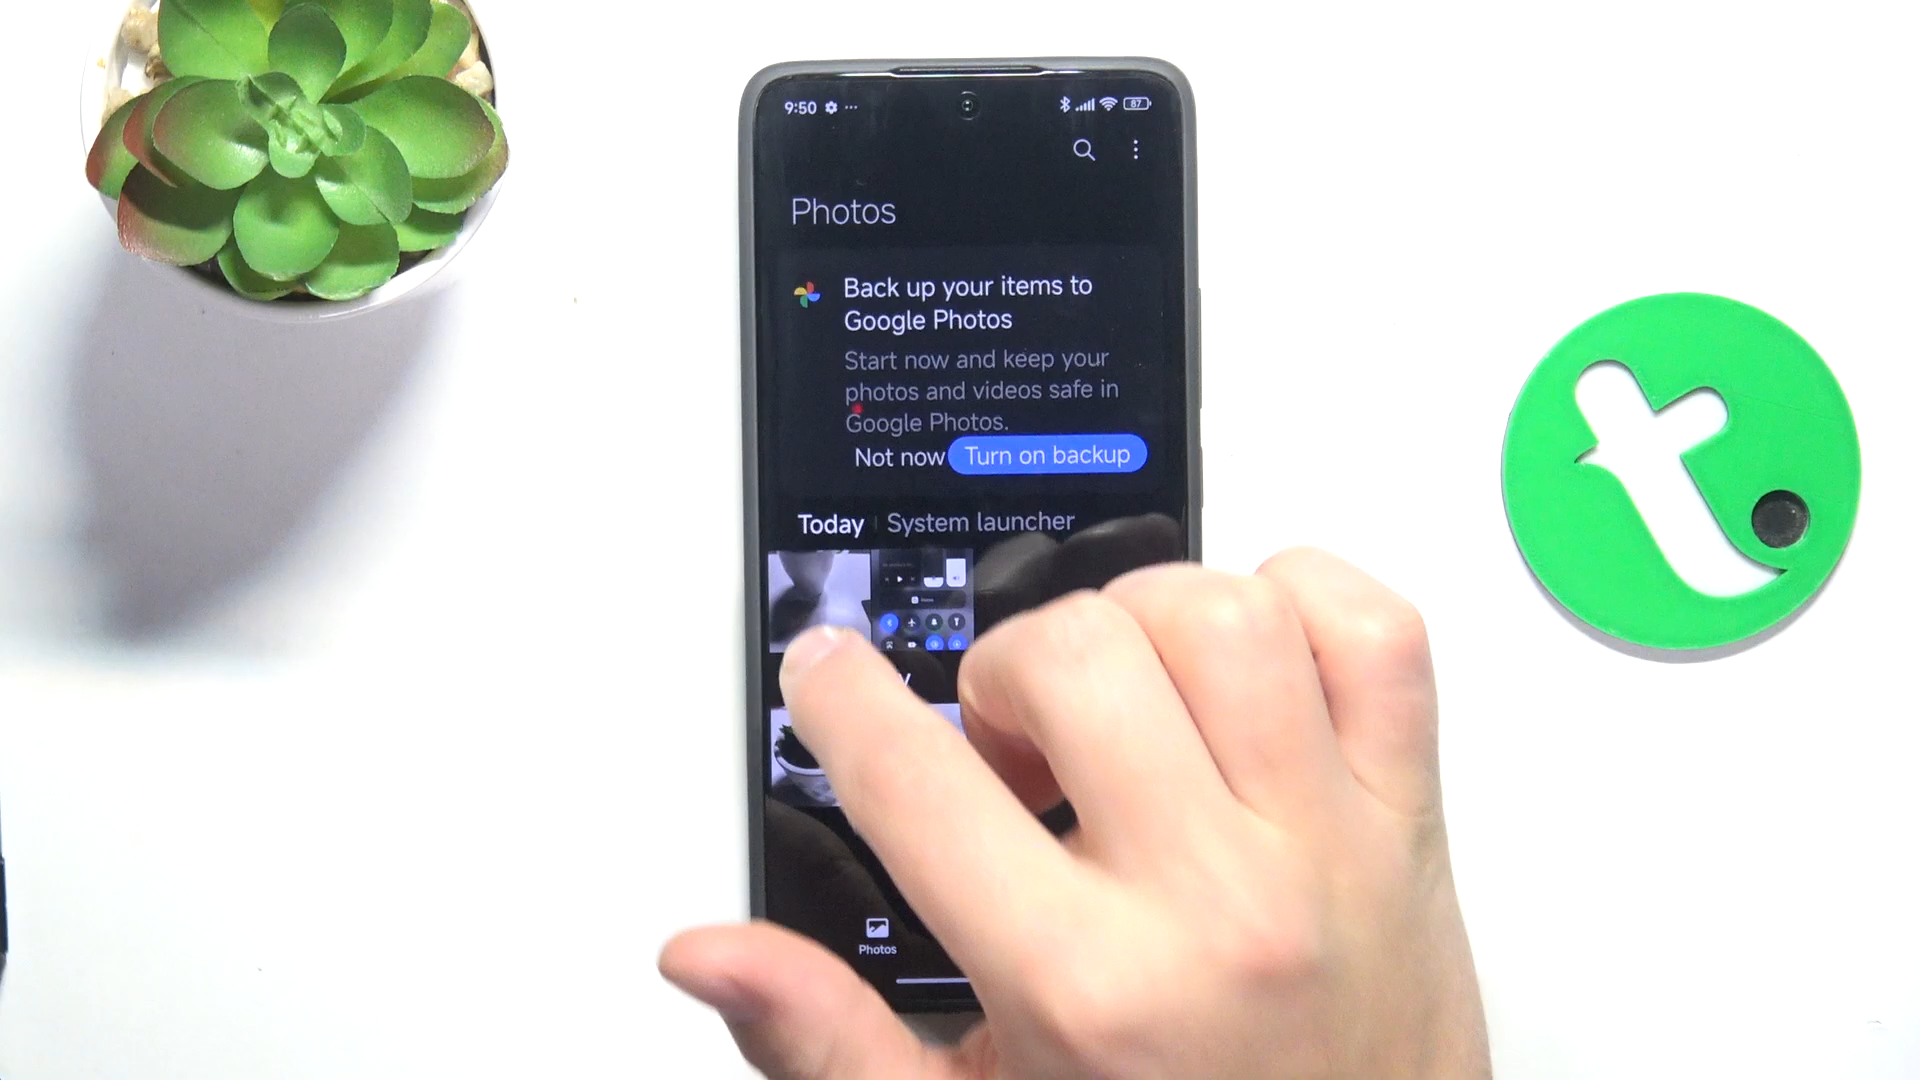 9:50
87
Photos
Back up your items to
Google Photos
Start now and keep your
photos and videos safe in
Google Photos.
Not now Turn on backup
Today System launcher
Photos